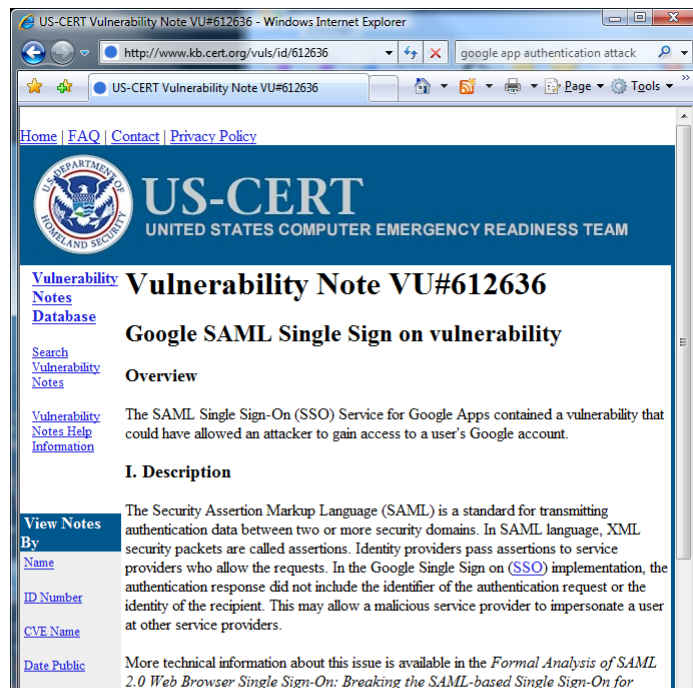 US-CERT Vulnerability Note VU#612636 - Windows Internet Explorer
http://www.kb.cert.org/vuls/id/612636
google app authentication attack
US-CERT Vulnerability Note VU#612636
Page
Tools
»
Home | FAQ | Contact | Privacy Policy
U.S. DEPARTMENT OF HOMELAND SECURITY
US-CERT
UNITED STATES COMPUTER EMERGENCY READINESS TEAM
Vulnerability
Notes
Database
Search
Vulnerability
Notes
Vulnerability
Notes Help
Information
View Notes
By
Name
ID Number
CVE Name
Date Public
Vulnerability Note VU#612636
Google SAML Single Sign on vulnerability
Overview
The SAML Single Sign-On (SSO) Service for Google Apps contained a vulnerability that
could have allowed an attacker to gain access to a user's Google account.
I. Description
The Security Assertion Markup Language (SAML) is a standard for transmitting
authentication data between two or more security domains. In SAML language, XML
security packets are called assertions. Identity providers pass assertions to service
providers who allow the requests. In the Google Single Sign on (SSO) implementation, the
authentication response did not include the identifier of the authentication request or the
identity of the recipient. This may allow a malicious service provider to impersonate a user
at other service providers.
More technical information about this issue is available in the Formal Analysis of SAML
2.0 Web Browser Single Sign-On: Breaking the SAML-based Single Sign-On for